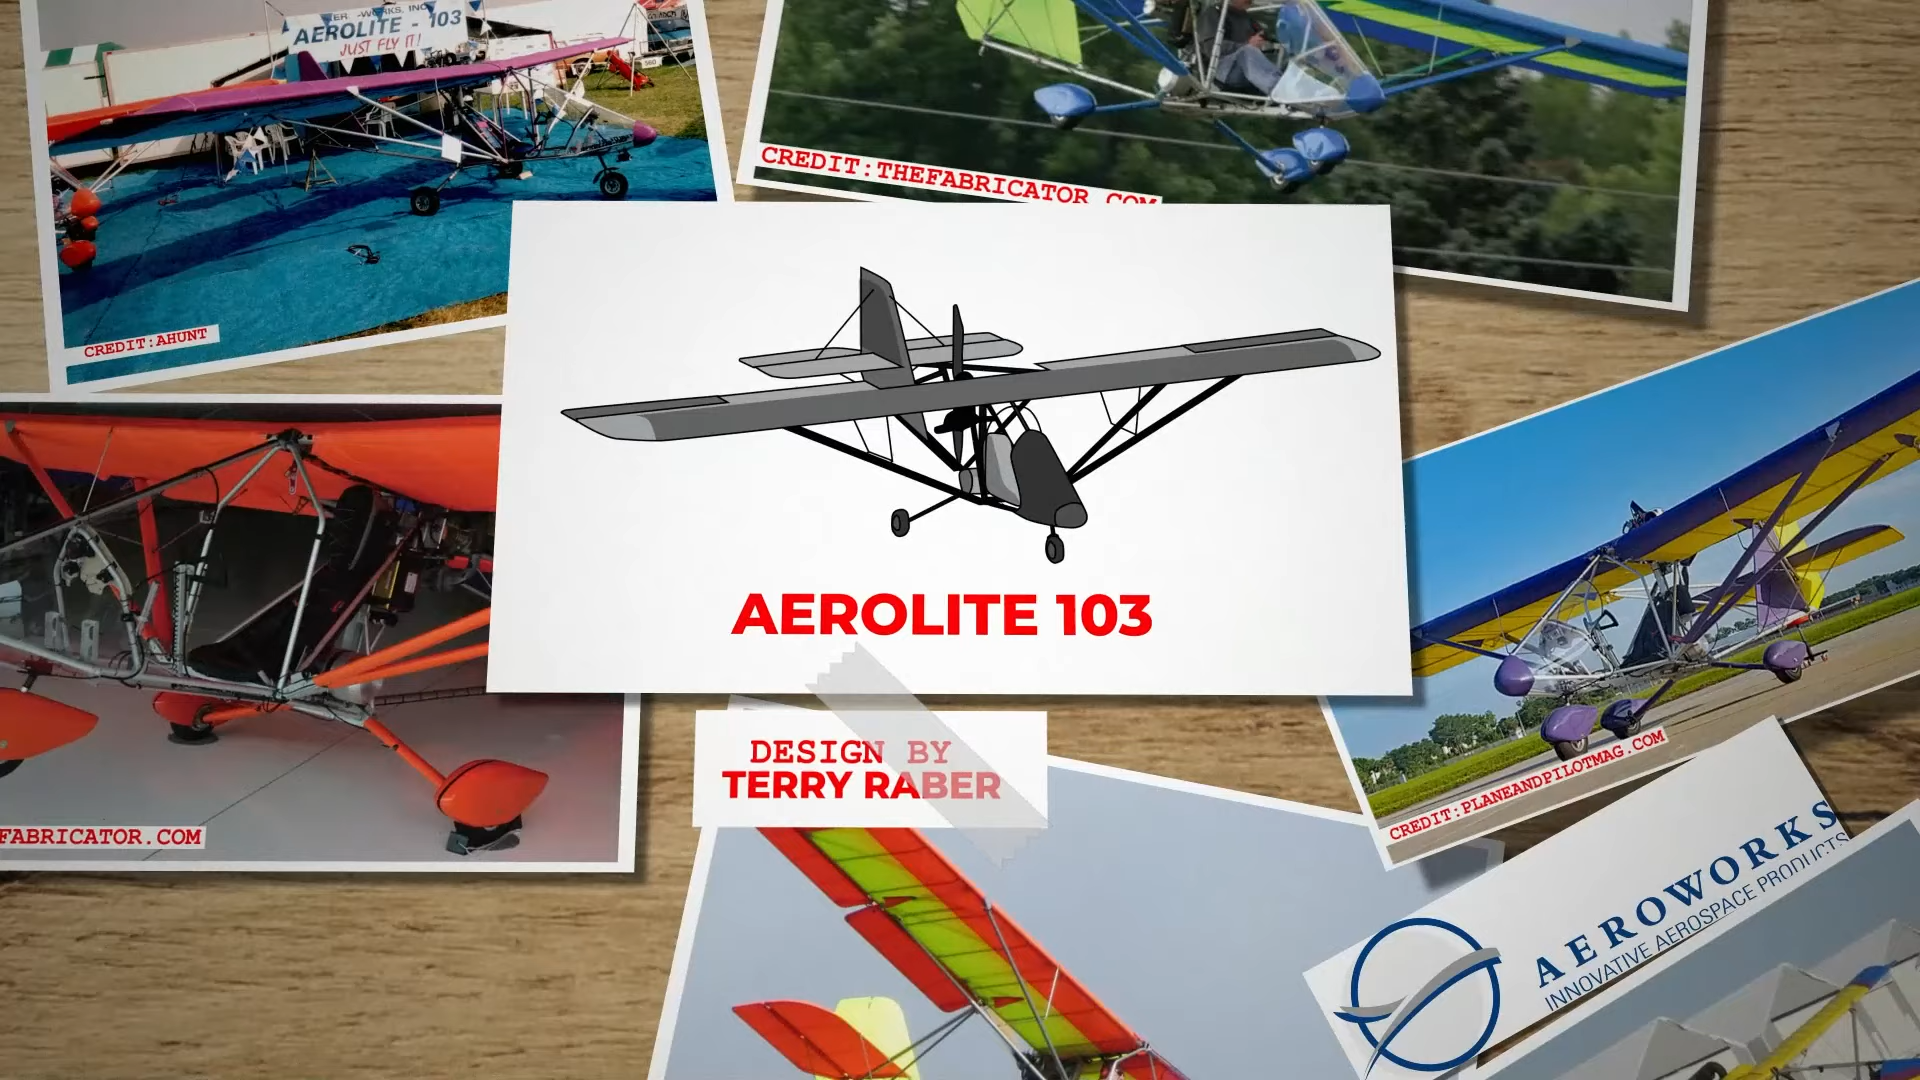 AEROLITE - 103
JUST FLY IT!
CREDIT:AHUNT
CREDIT:THEFABRICATOR.COM
AEROLITE 103
DESIGN BY
TERRY RABER
FABRICATOR.COM
CREDIT:PLANEANDPILOTMAG.COM
AEROWORKS
INNOVATIVE AEROSPACE PRODUCTS